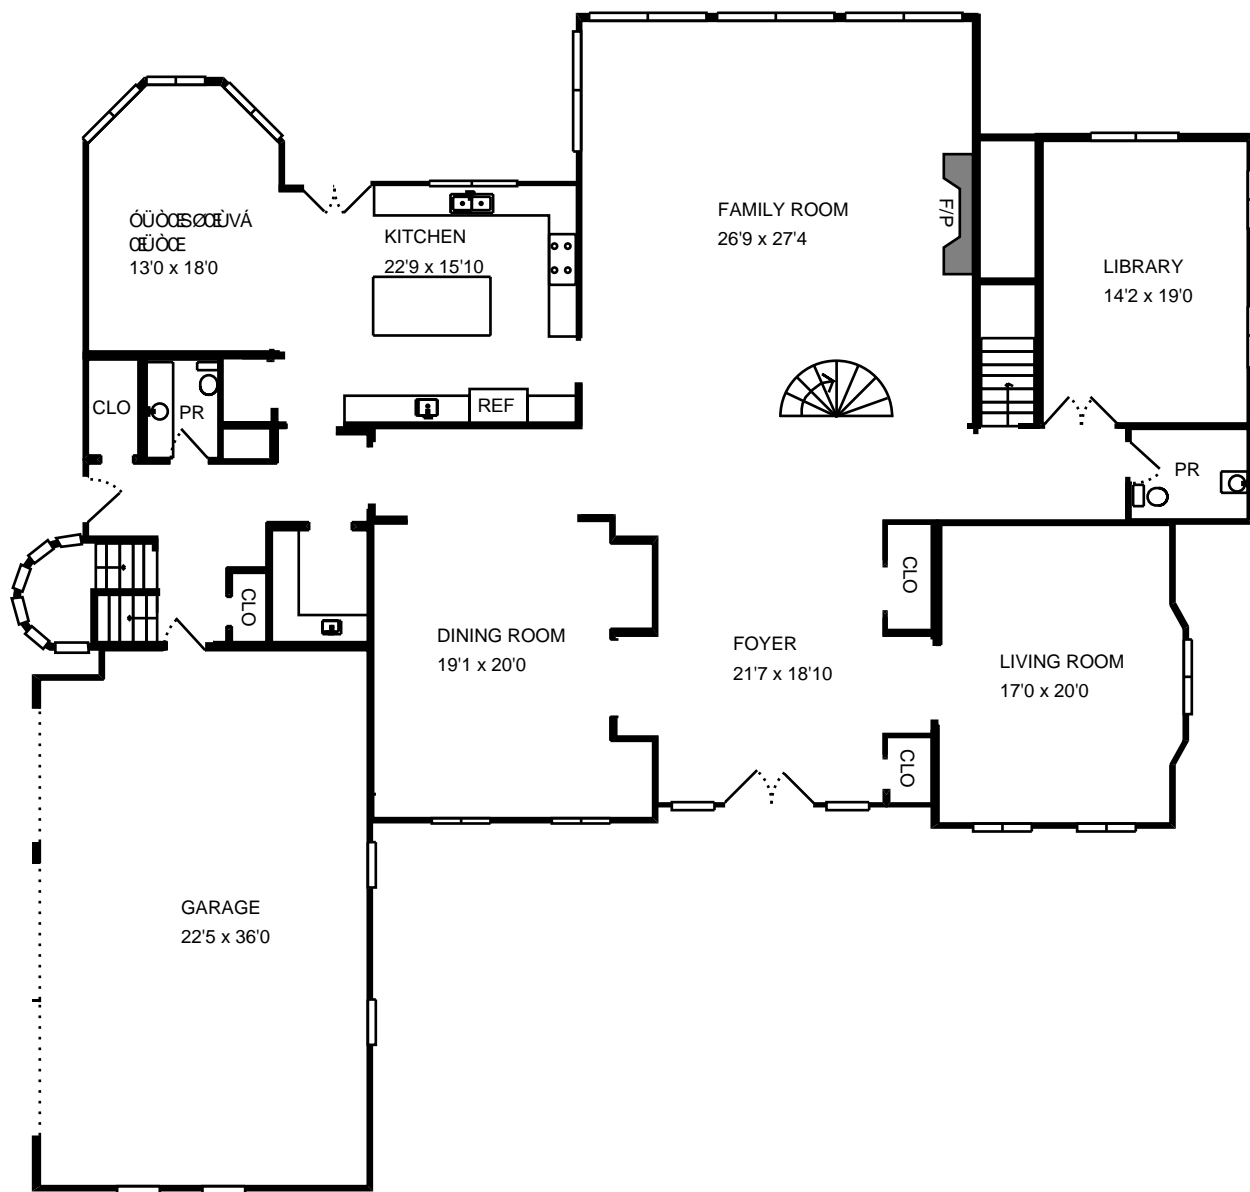 FAMILY ROOM
26'9 x 27'4
F/P
13'0 x 18'0
KITCHEN
22'9 x 15'10
LIBRARY
14'2 x 19'0
CLO
PR
REF
PR
CLO
CLO
DINING ROOM
19'1 x 20'0
FOYER
21'7 x 18'10
LIVING ROOM
17'0 x 20'0
CLO
GARAGE
22'5 x 36'0